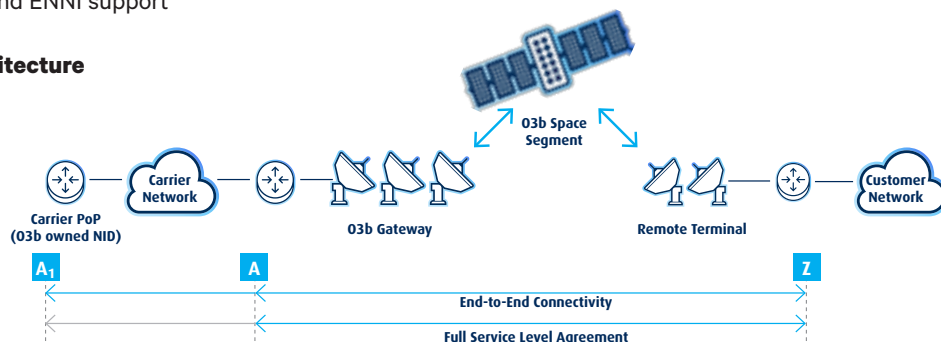 nd ENNI support
itecture
O3b Space
Segment
Carrier
Network
Customer
Network
Carrier PoP
(O3b owned NID)
O3b Gateway
Remote Terminal
A1
A
Z
End-to-End Connectivity
Full Service Level Agreement